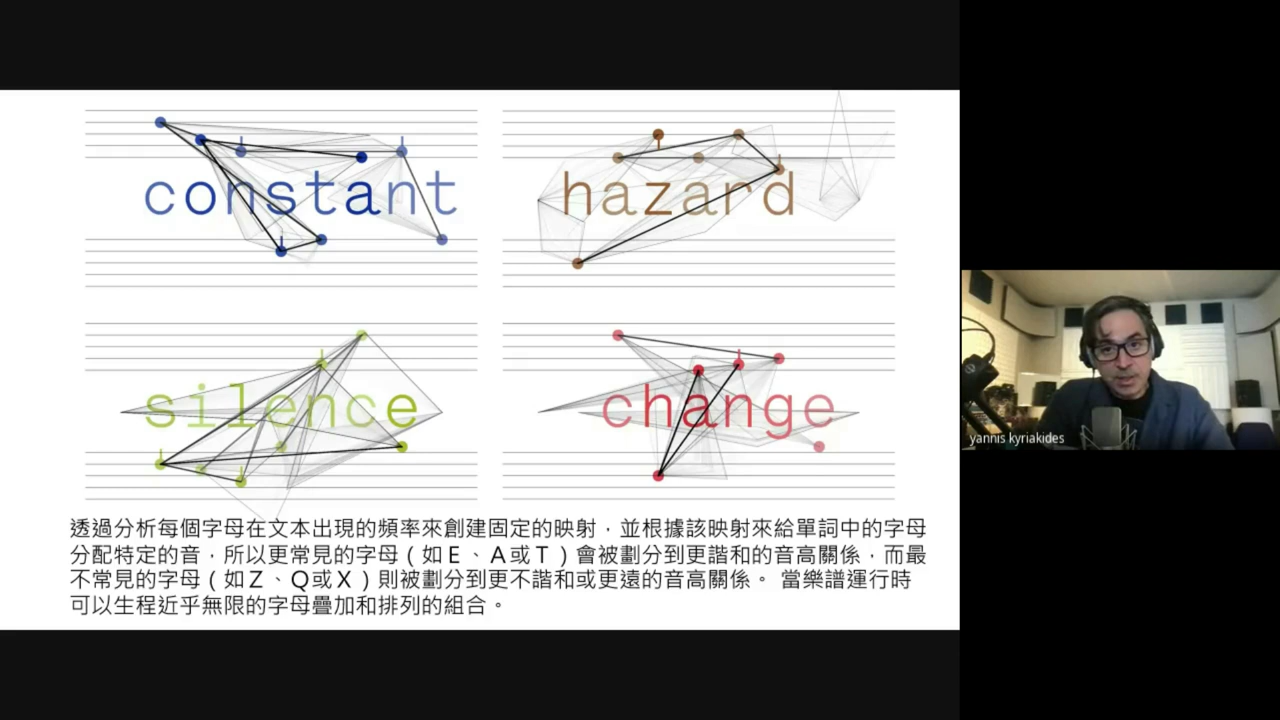 constant
hazard
silence
change
透過分析每個字母在文本出現的頻率來創建固定的映射，並根據該映射來給單詞中的字母
分配特定的音，所以更常見的字母（如E、A或T）會被劃分到更諧和的音高關係，而最
不常見的字母（如Z、Q或X）則被劃分到更不諧和或更遠的音高關係。 當樂譜運行時
可以生程近乎無限的字母疊加和排列的組合。
yannis kyriakides